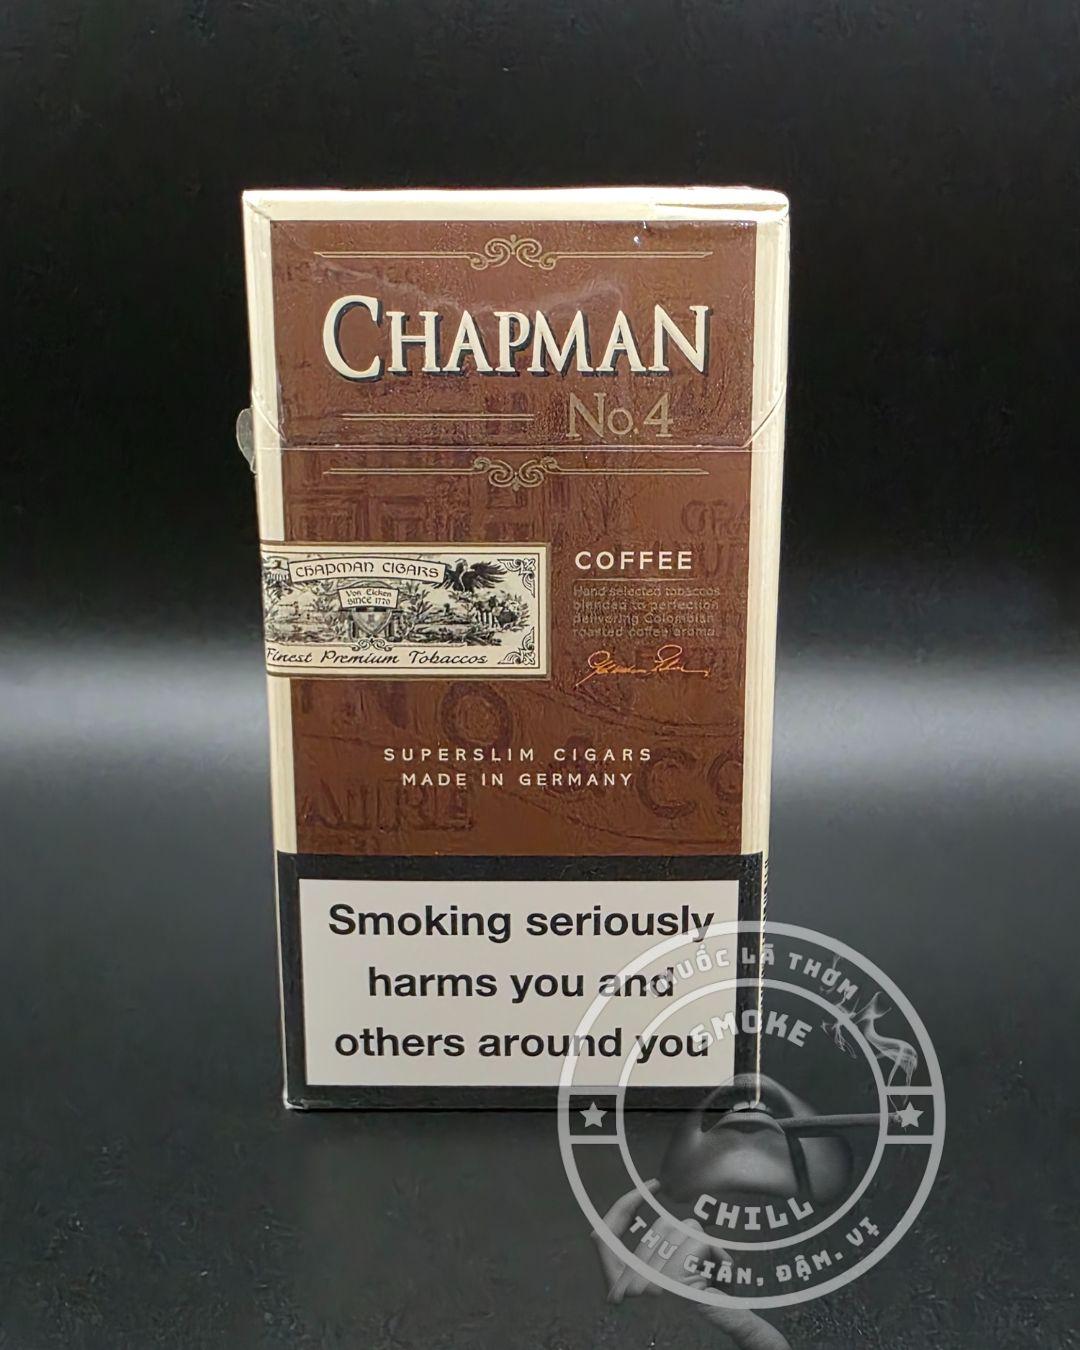 CHAPMAN
No.4
CHAPMAN CIGARS
Von Eicken
SINCE 1770
Finest Premium Tobaccos
COFFEE
Hand selected tobaccos
blended to perfection
delivering Colombian
roasted coffee aroma.
SUPERSLIM CIGARS
MADE IN GERMANY
Smoking seriously
harms you and
others around you
THUỐC LÁ THƠM
SMOKE
CHILL
THƯ GIÃN, ĐẬM. VỊ